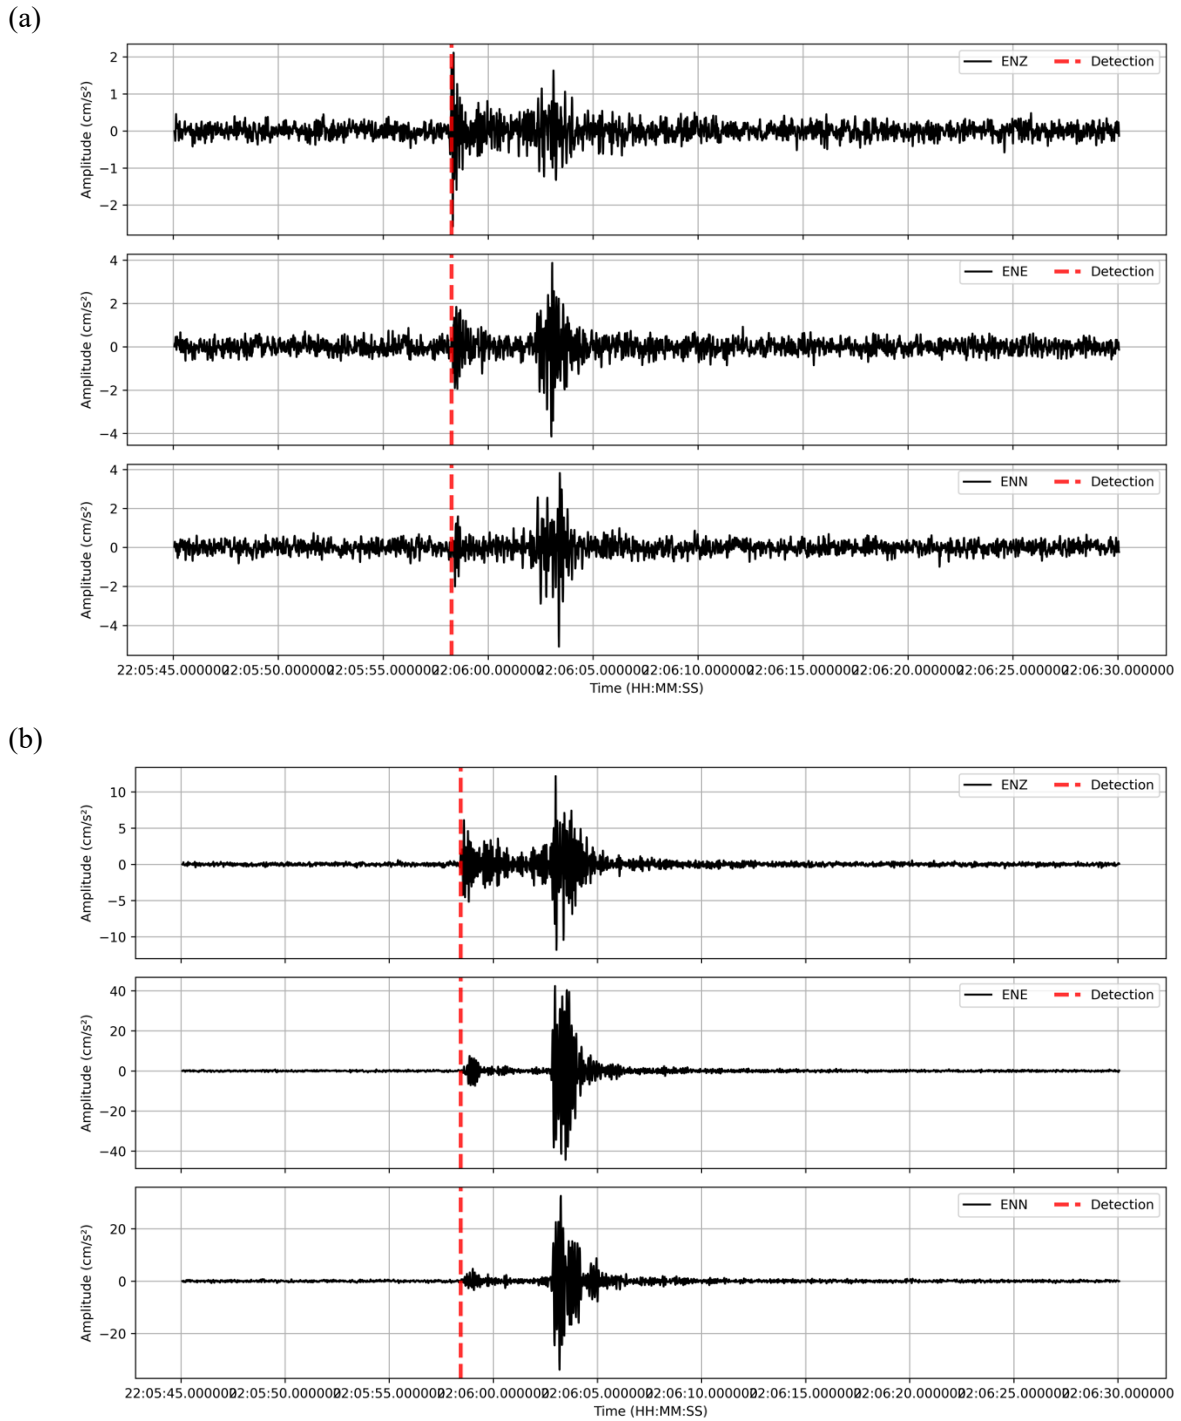 (a)
2
1
0
−1
−2
Amplitude (cm/s²)
ENZ Detection
4
2
0
−2
−4
Amplitude (cm/s²)
ENE Detection
4
2
0
−2
−4
Amplitude (cm/s²)
ENN Detection
22:05:45.000000 22:05:50.000000 22:05:55.000000 22:06:00.000000 22:06:05.000000 22:06:10.000000 22:06:15.000000 22:06:20.000000 22:06:25.000000 22:06:30.000000
Time (HH:MM:SS)
(b)
10
5
0
−5
−10
Amplitude (cm/s²)
ENZ Detection
40
20
0
−20
−40
Amplitude (cm/s²)
ENE Detection
20
0
−20
Amplitude (cm/s²)
ENN Detection
22:05:45.000000 22:05:50.000000 22:05:55.000000 22:06:00.000000 22:06:05.000000 22:06:10.000000 22:06:15.000000 22:06:20.000000 22:06:25.000000 22:06:30.000000
Time (HH:MM:SS)